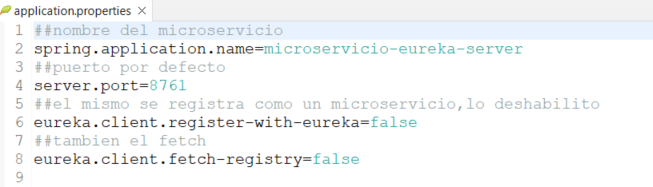 application.properties
1 ##nombre del microservicio
2 spring.application.name=microservicio-eureka-server
3 ##puerto por defecto
4 server.port=8761
5 ##el mismo se registra como un microservicio,lo deshabilito
6 eureka.client.register-with-eureka=false
7 ##tambien el fetch
8 eureka.client.fetch-registry=false
9